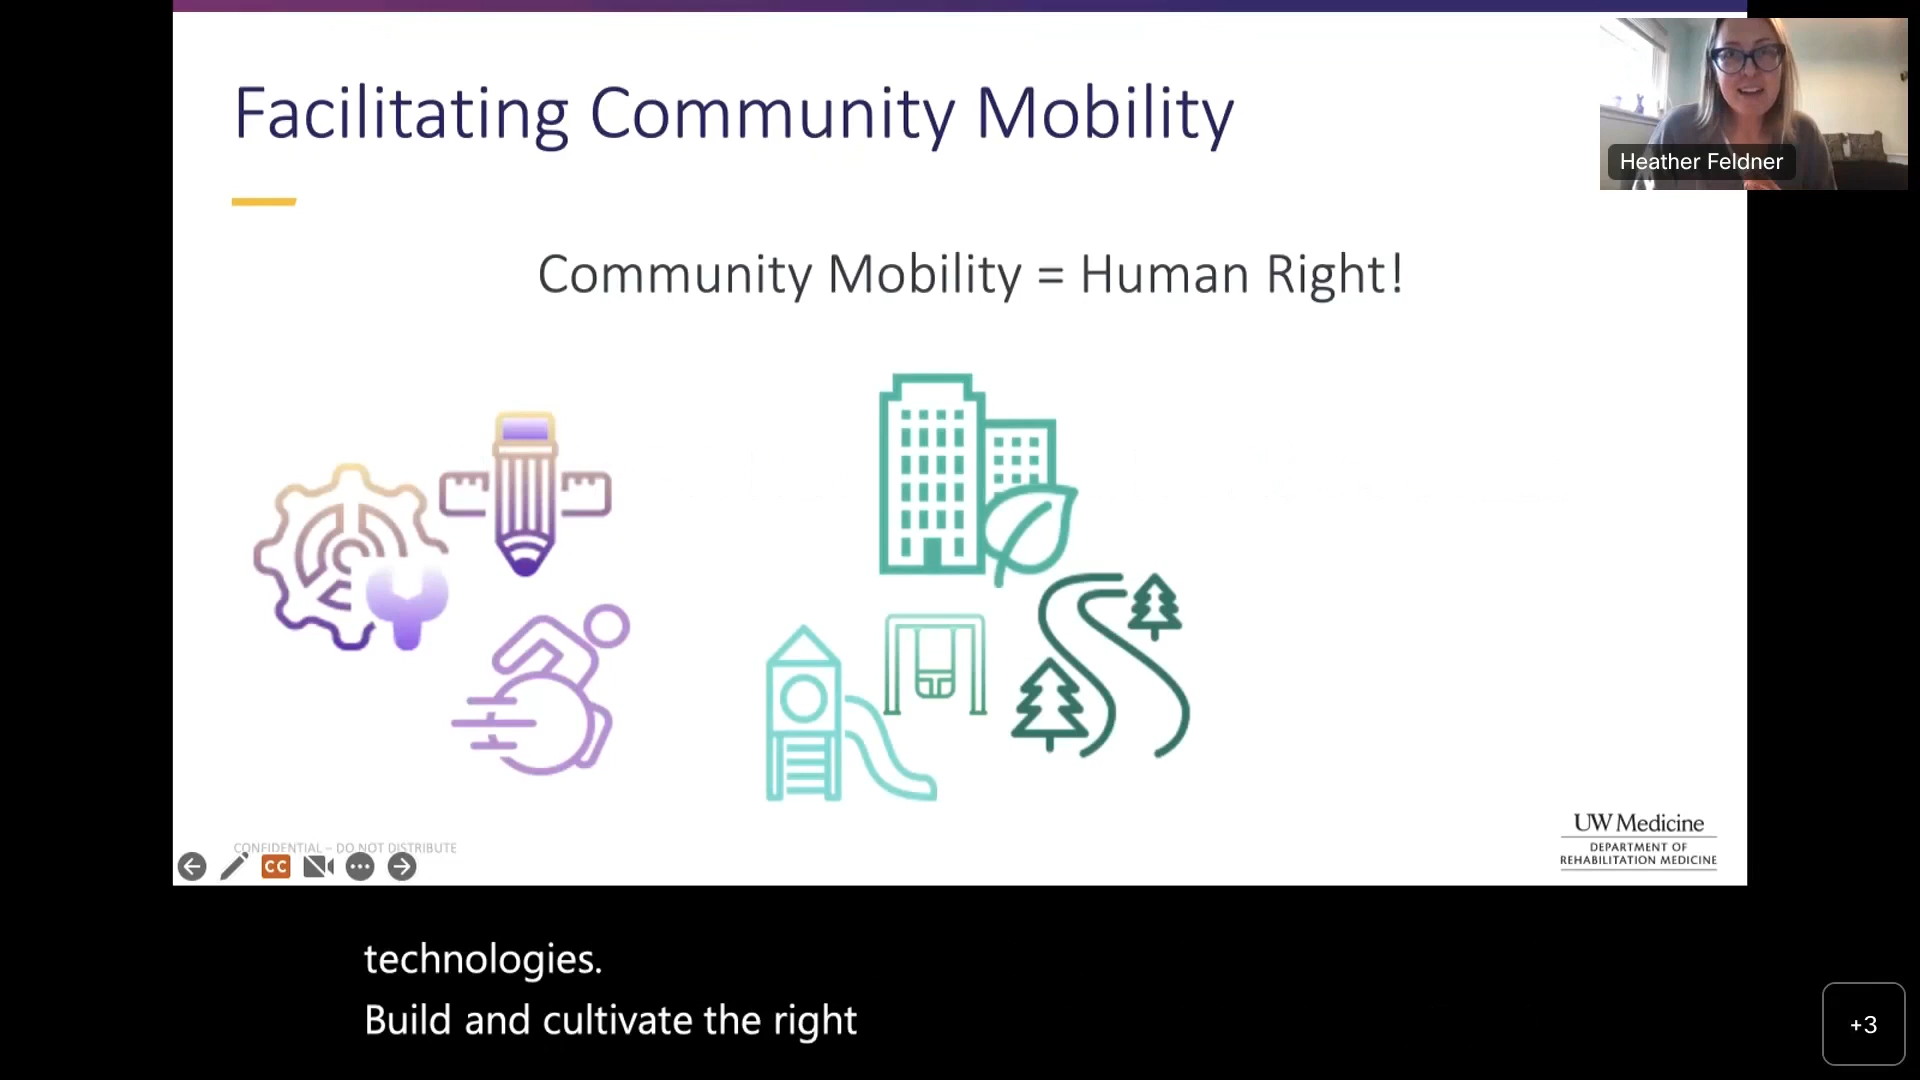 Facilitating Community Mobility
Heather Feldner
Community Mobility = Human Right!
CONFIDENTIAL – DO NOT DISTRIBUTE
CC
UW Medicine
DEPARTMENT OF
REHABILITATION MEDICINE
technologies.
Build and cultivate the right
+3